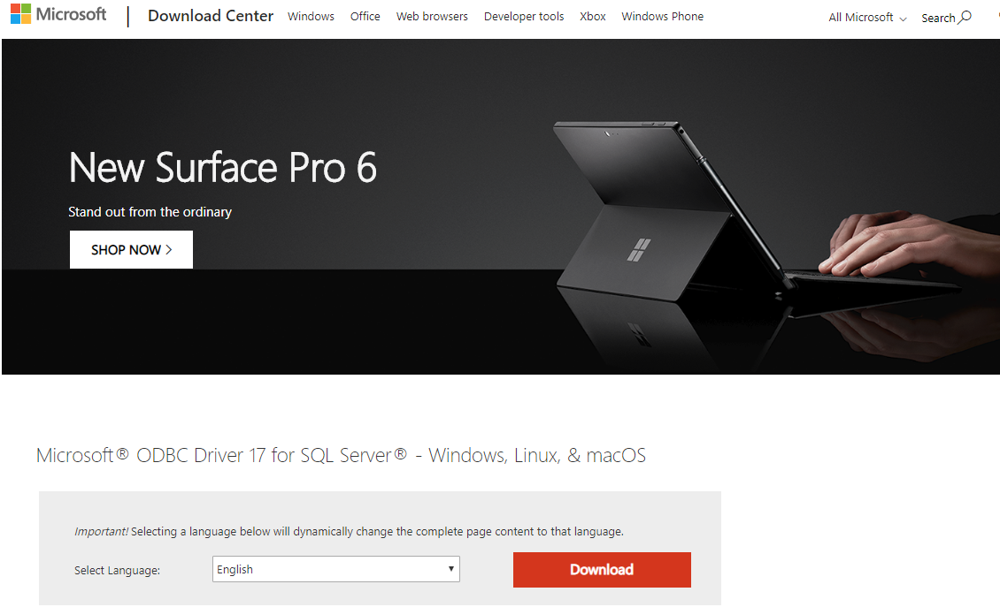 Microsoft Download Center Windows Office Web browsers Developer tools Xbox Windows Phone All Microsoft Search
New Surface Pro 6
Stand out from the ordinary
SHOP NOW
Microsoft® ODBC Driver 17 for SQL Server® - Windows, Linux, & macOS
Important! Selecting a language below will dynamically change the complete page content to that language.
Select Language: English Download